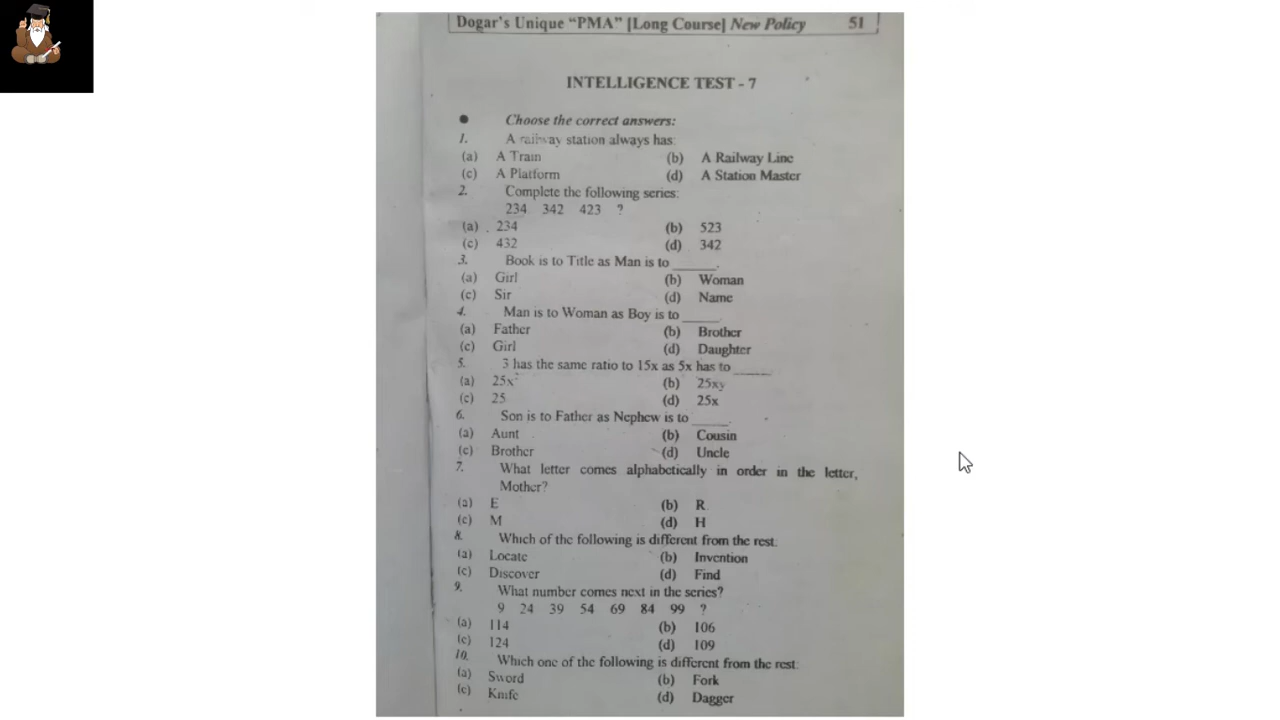 Dogar's Unique "PMA" [Long Course] New Policy 51
INTELLIGENCE TEST - 7
● Choose the correct answers:
1. A railway station always has:
(a) A Train (b) A Railway Line
(c) A Platform (d) A Station Master
2. Complete the following series:
234 342 423 ?
(a) 234 (b) 523
(c) 432 (d) 342
3. Book is to Title as Man is to _____.
(a) Girl (b) Woman
(c) Sir (d) Name
4. Man is to Woman as Boy is to _____
(a) Father (b) Brother
(c) Girl (d) Daughter
5. 3 has the same ratio to 15x as 5x has to _____
(a) 25x² (b) 25xy
(c) 25 (d) 25x
6. Son is to Father as Nephew is to _____.
(a) Aunt (b) Cousin
(c) Brother (d) Uncle
7. What letter comes alphabetically in order in the letter,
Mother?
(a) E (b) R
(c) M (d) H
8. Which of the following is different from the rest.
(a) Locate (b) Invention
(c) Discover (d) Find
9. What number comes next in the series?
9 24 39 54 69 84 99 ?
(a) 114 (b) 106
(c) 124 (d) 109
10. Which one of the following is different from the rest:
(a) Sword (b) Fork
(c) Knife (d) Dagger